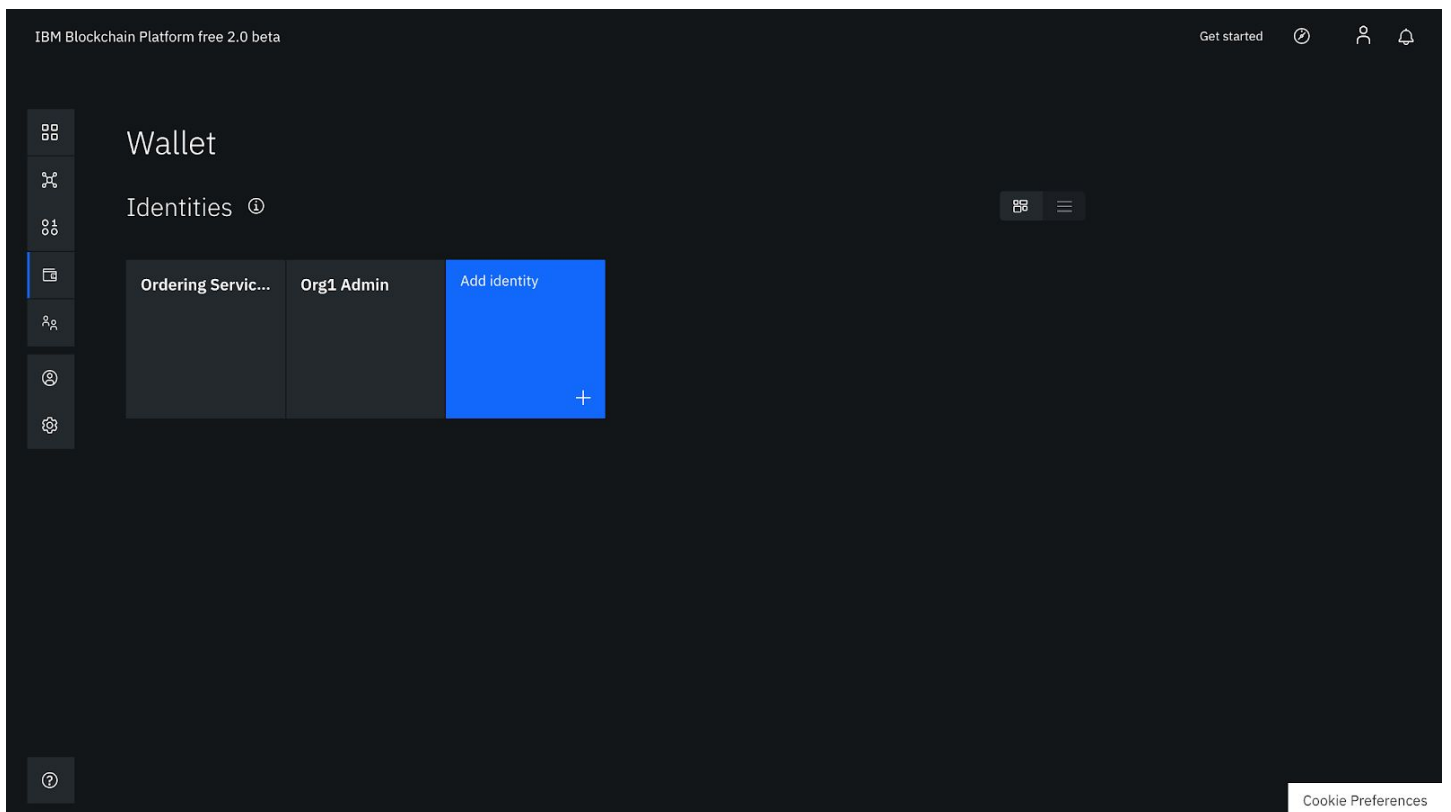 IBM Blockchain Platform free 2.0 beta
Get started
Wallet
Identities
Ordering Servic...
Org1 Admin
Add identity
Cookie Preferences